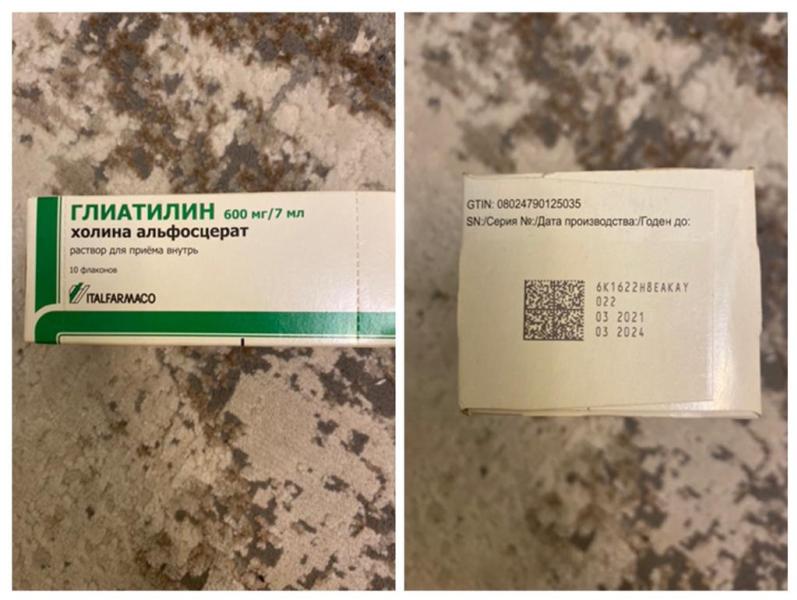 ГЛИАТИЛИН 600 мг/7 мл
холина альфосцерат
раствор для приёма внутрь
10 флаконов
ITALFARMACO
GTIN: 08024790125035
SN:/Серия №:/Дата производства:/Годен до:
6K1622H8EAKAY
022
03 2021
03 2024